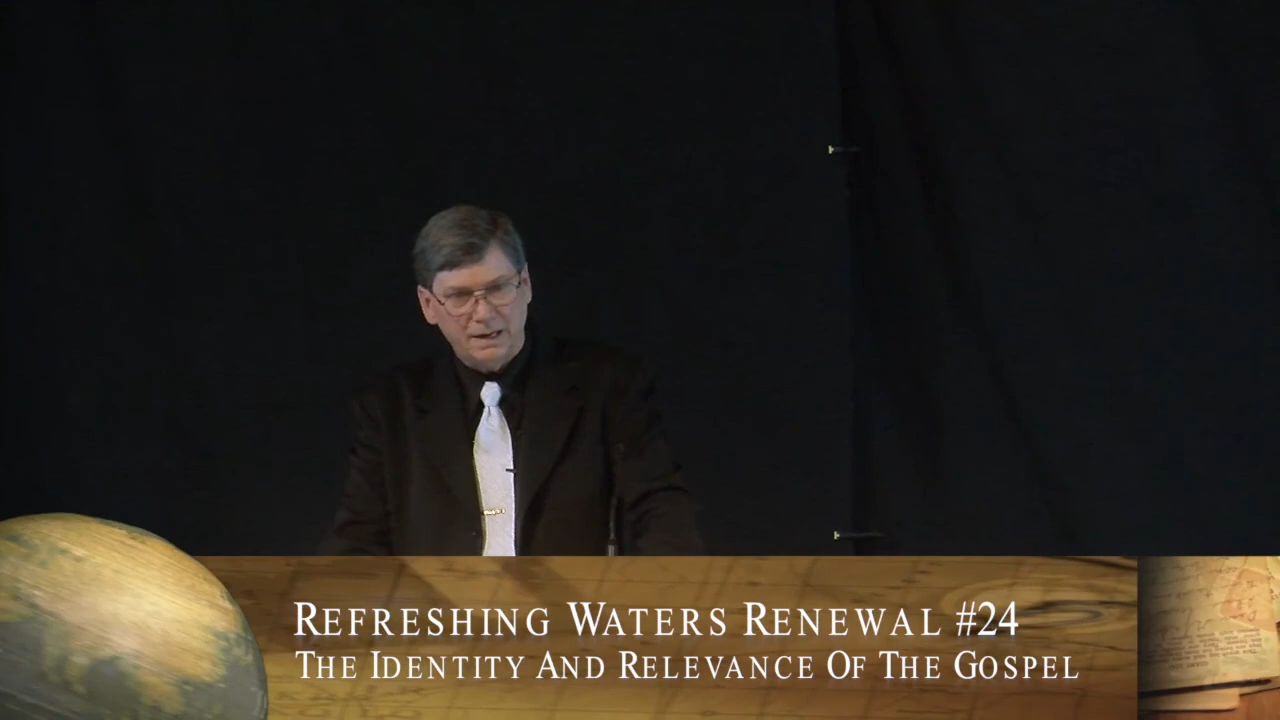 REFRESHING WATERS RENEWAL #24
THE IDENTITY AND RELEVANCE OF THE GOSPEL